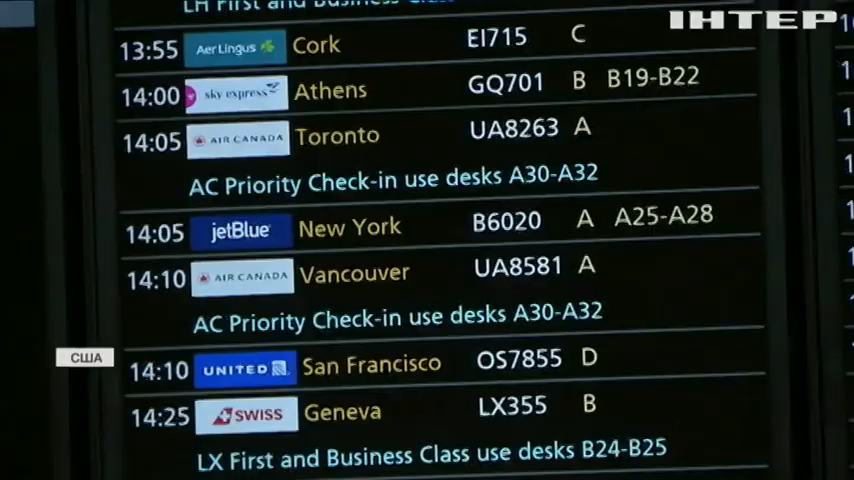 LH First and Business Class
ІНТЕР
13:55 Aer Lingus Cork EI715 C
14:00 sky express Athens GQ701 B B19-B22
14:05 AIR CANADA Toronto UA8263 A
AC Priority Check-in use desks A30-A32
14:05 jetBlue New York B6020 A A25-A28
14:10 AIR CANADA Vancouver UA8581 A
AC Priority Check-in use desks A30-A32
США
14:10 UNITED San Francisco OS7855 D
14:25 SWISS Geneva LX355 B
LX First and Business Class use desks B24-B25